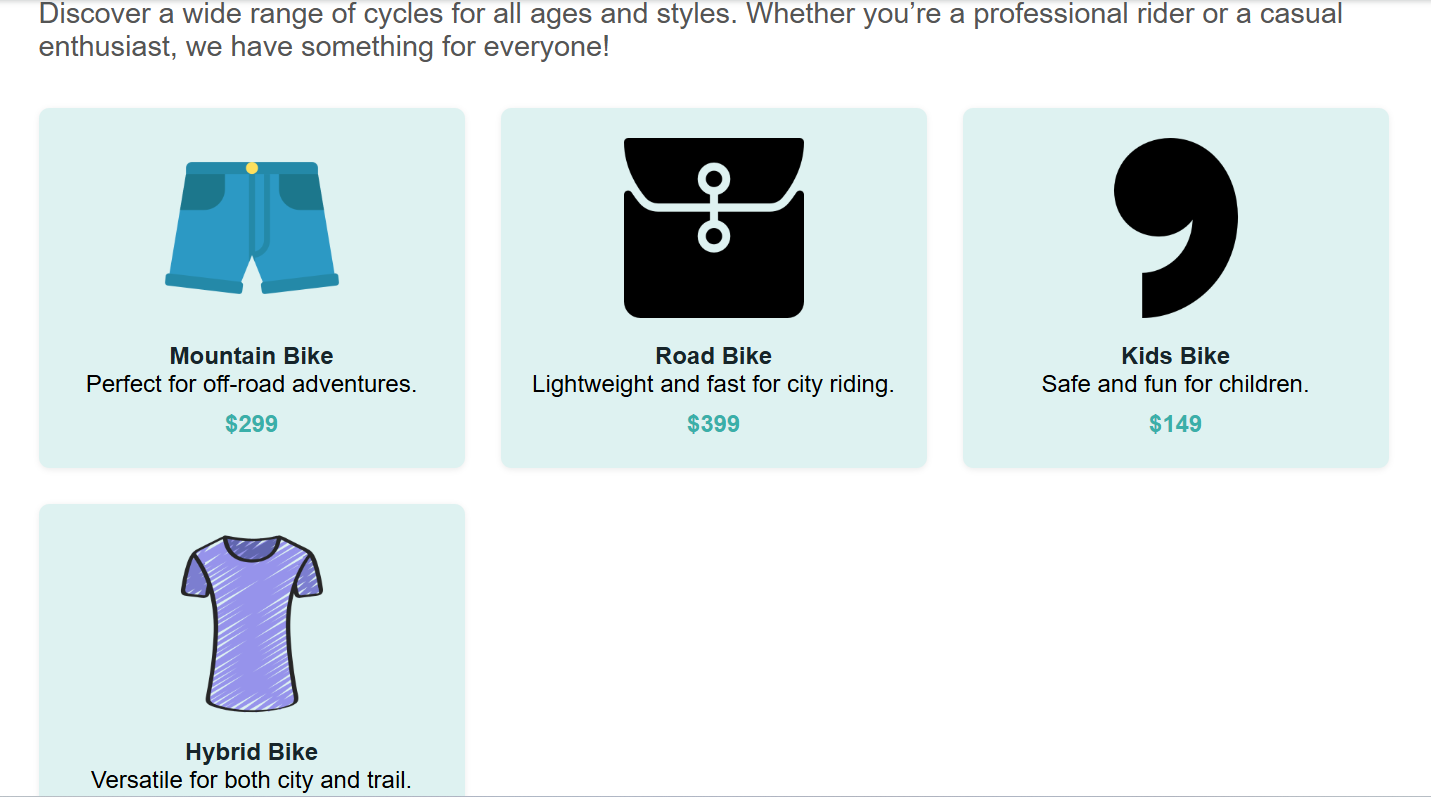 Discover a wide range of cycles for all ages and styles. Whether you’re a professional rider or a casual
enthusiast, we have something for everyone!
Mountain Bike
Perfect for off-road adventures.
$299
Road Bike
Lightweight and fast for city riding.
$399
Kids Bike
Safe and fun for children.
$149
Hybrid Bike
Versatile for both city and trail.